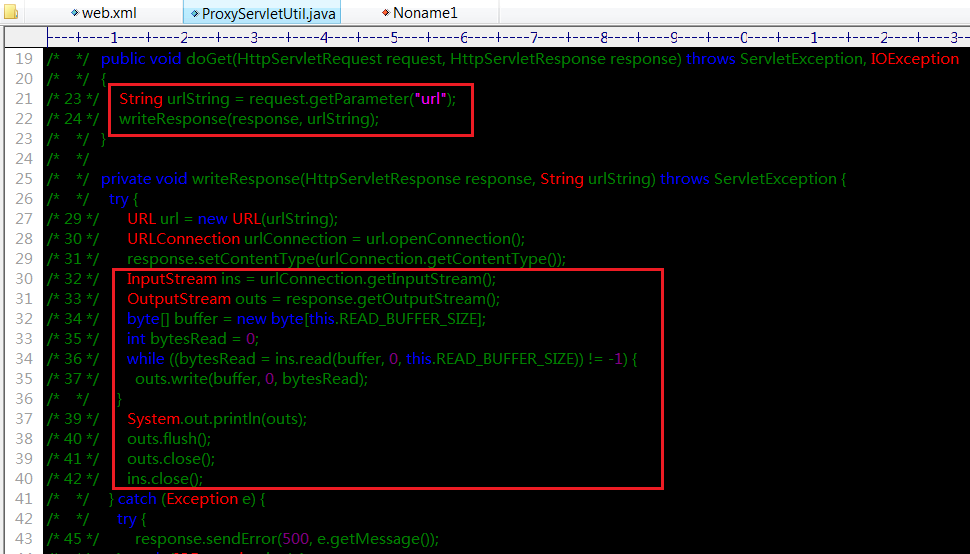 web.xml ProxyServletUtil.java Noname1
1 2 3 4 5 6 7 8 9 0 1 2 3
19 /*    */   public void doGet(HttpServletRequest request, HttpServletResponse response) throws ServletException, IOException
20 /*    */   {
21 /* 23 */     String urlString = request.getParameter("url");
22 /* 24 */     writeResponse(response, urlString);
23 /*    */   }
24 /*    */
25 /*    */   private void writeResponse(HttpServletResponse response, String urlString) throws ServletException {
26 /*    */     try {
27 /* 29 */       URL url = new URL(urlString);
28 /* 30 */       URLConnection urlConnection = url.openConnection();
29 /* 31 */       response.setContentType(urlConnection.getContentType());
30 /* 32 */       InputStream ins = urlConnection.getInputStream();
31 /* 33 */       OutputStream outs = response.getOutputStream();
32 /* 34 */       byte[] buffer = new byte[this.READ_BUFFER_SIZE];
33 /* 35 */       int bytesRead = 0;
34 /* 36 */       while ((bytesRead = ins.read(buffer, 0, this.READ_BUFFER_SIZE)) != -1) {
35 /* 37 */         outs.write(buffer, 0, bytesRead);
36 /*    */       }
37 /* 39 */       System.out.println(outs);
38 /* 40 */       outs.flush();
39 /* 41 */       outs.close();
40 /* 42 */       ins.close();
41 /*    */     } catch (Exception e) {
42 /*    */       try {
43 /* 45 */         response.sendError(500, e.getMessage());